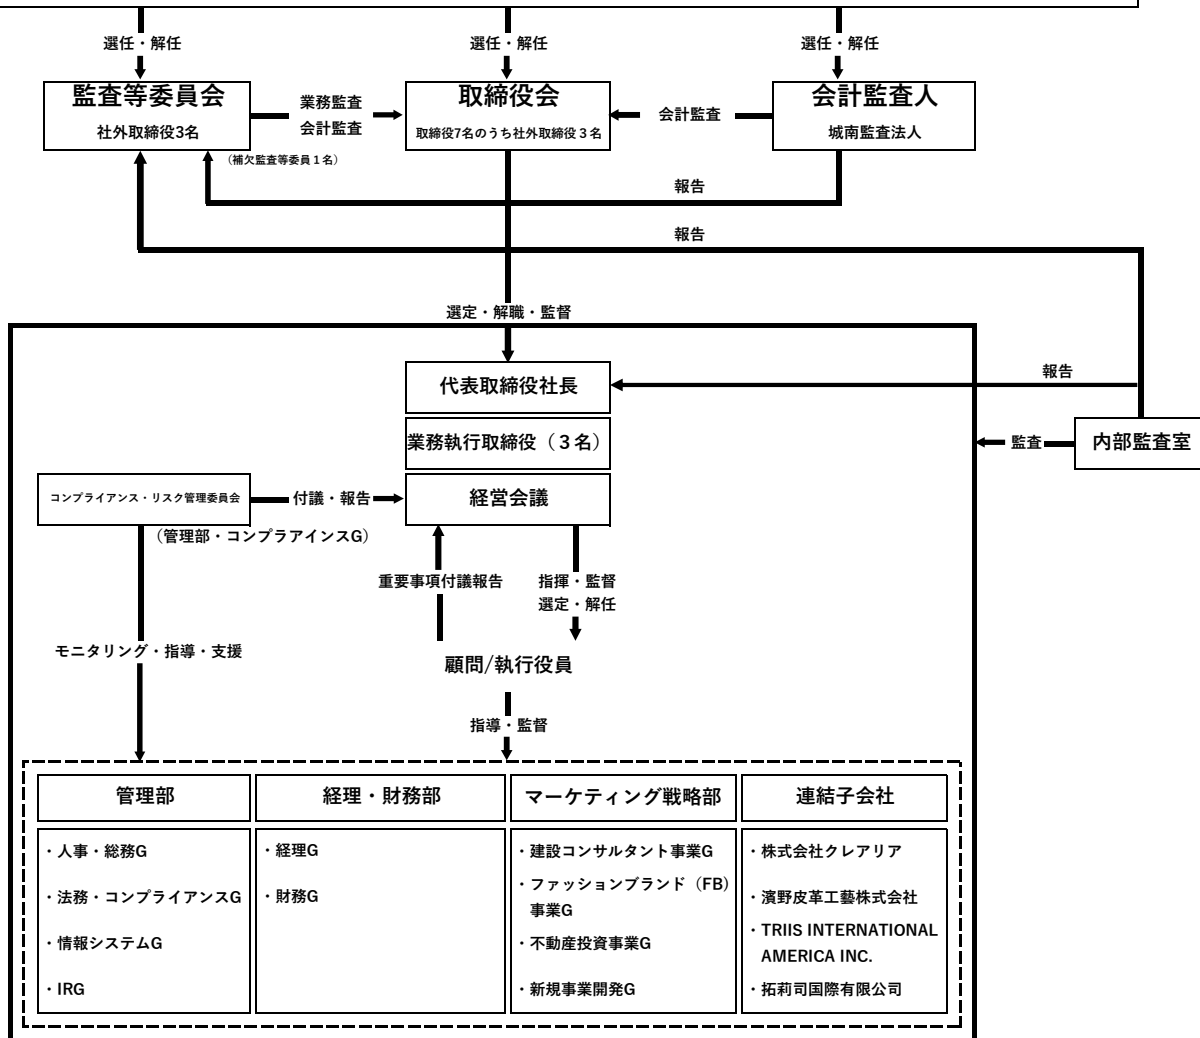 選任・解任
選任・解任
選任・解任
監査等委員会
社外取締役3名
業務監査
会計監査
取締役会
取締役7名のうち社外取締役３名
会計監査
会計監査人
城南監査法人
（補欠監査等委員１名）
報告
報告
選定・解職・監督
代表取締役社長
報告
業務執行取締役（３名）
監査
内部監査室
コンプライアンス・リスク管理委員会
付議・報告
経営会議
（管理部・コンプラアインスG）
重要事項付議報告
指揮・監督
選定・解任
モニタリング・指導・支援
顧問/執行役員
指導・監督
管理部
経理・財務部
マーケティング戦略部
連結子会社
・人事・総務G
・法務・コンプライアンスG
・情報システムG
・IRG
・経理G
・財務G
・建設コンサルタント事業G
・ファッションブランド（FB）
事業G
・不動産投資事業G
・新規事業開発G
・株式会社クレアリア
・濱野皮革工藝株式会社
・TRIIS INTERNATIONAL
AMERICA INC.
・拓莉司国際有限公司